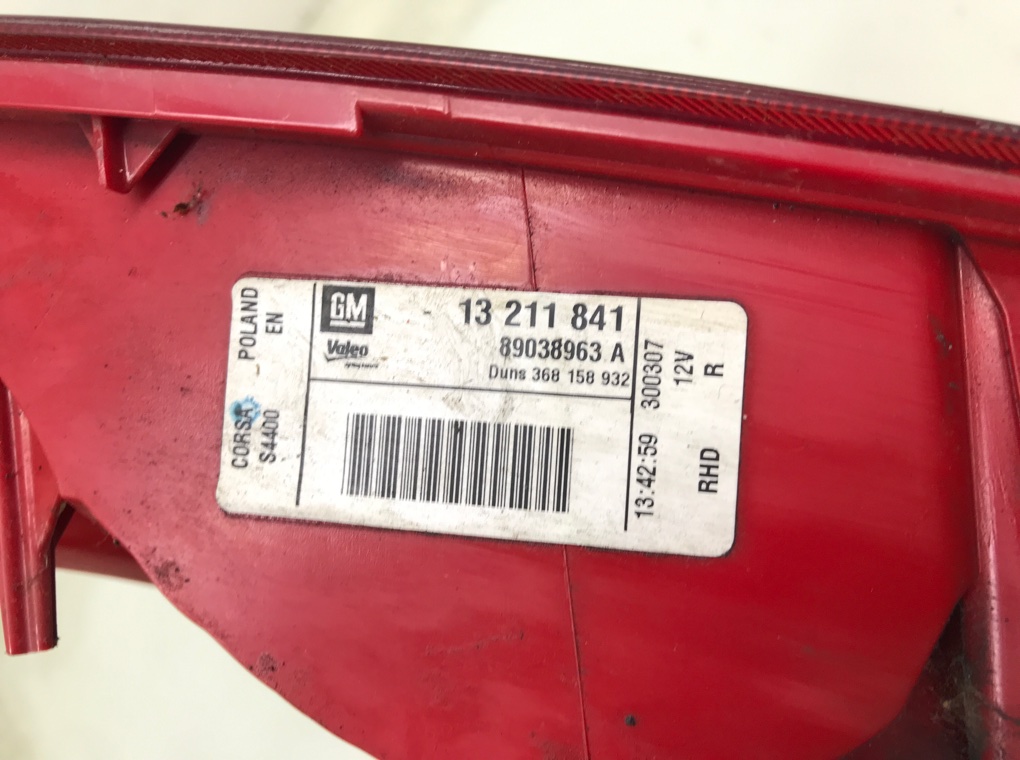 POLAND
EN
CORSA
S4400
GM
13 211 841
Valeo
89038963 A
Duns 368 158 932
13:42:59 300307
12V
RHD R